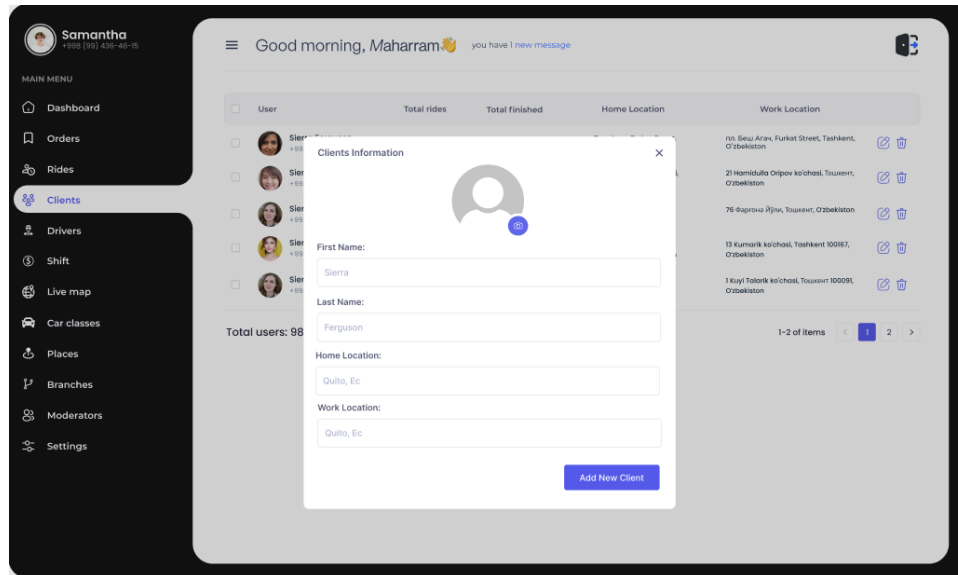 Samantha
+998 (99) 436-46-15
Good morning, Maharram👋 you have 1 new message
MAIN MENU
Dashboard
Orders
Rides
Clients
Drivers
Shift
Live map
Car classes
Places
Branches
Moderators
Settings
User Total rides Total finished Home Location Work Location
пл. Беш Агач, Furkat Street, Tashkent,
O'zbekiston
21 Hamidulla Oripov ko'chasi, Тошкент,
O'zbekiston
76 Фаргона Йўли, Тошкент, O'zbekiston
13 Kumarik ko'chasi, Tashkent 100167,
O'zbekiston
1 Kuyi Talarik ko'chasi, Тошкент 100091,
O'zbekiston
Total users: 98
1-2 of items < 1 2 >
Clients Information
First Name:
Sierra
Last Name:
Ferguson
Home Location:
Quito, Ec
Work Location:
Quito, Ec
Add New Client